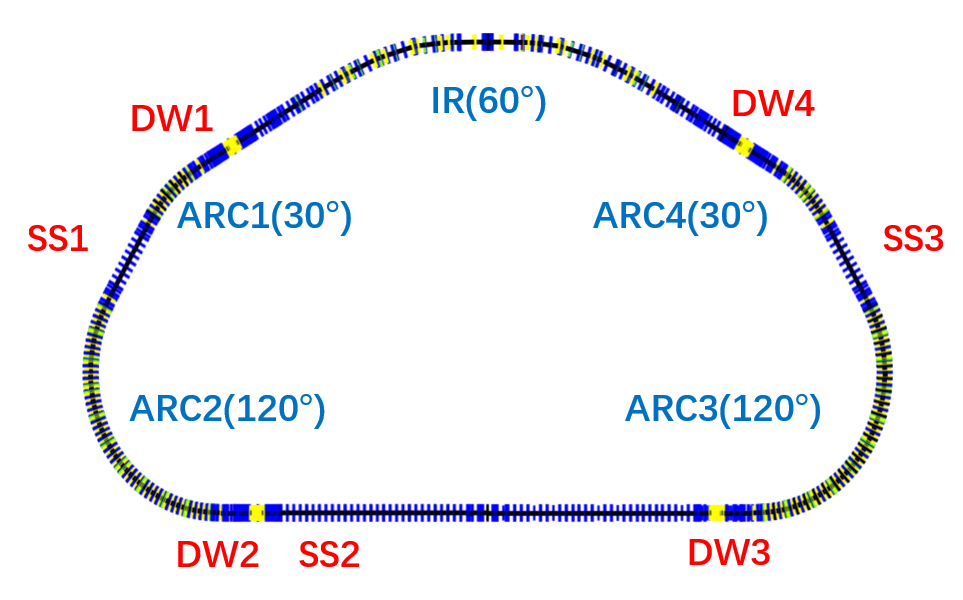 IR(60°)
DW1
DW4
ARC1(30°)
ARC4(30°)
SS1
SS3
ARC2(120°)
ARC3(120°)
DW2
SS2
DW3